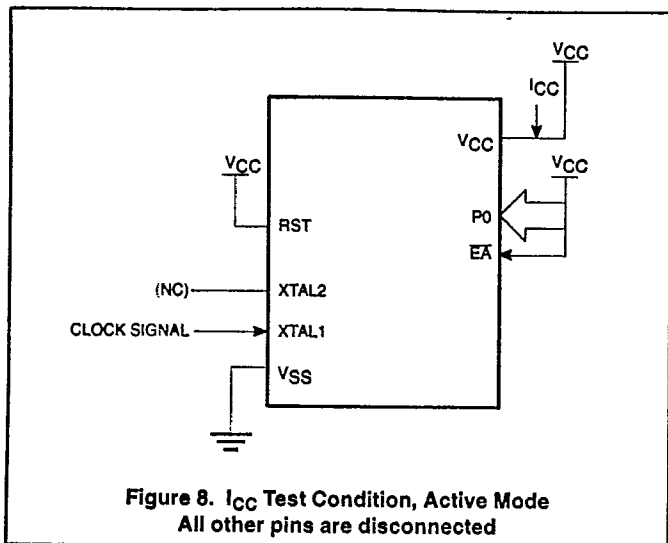 VCC
ICC
VCC
VCC
VCC
P0
EA
RST
(NC)
XTAL2
CLOCK SIGNAL
XTAL1
VSS
Figure 8. ICC Test Condition, Active Mode
All other pins are disconnected